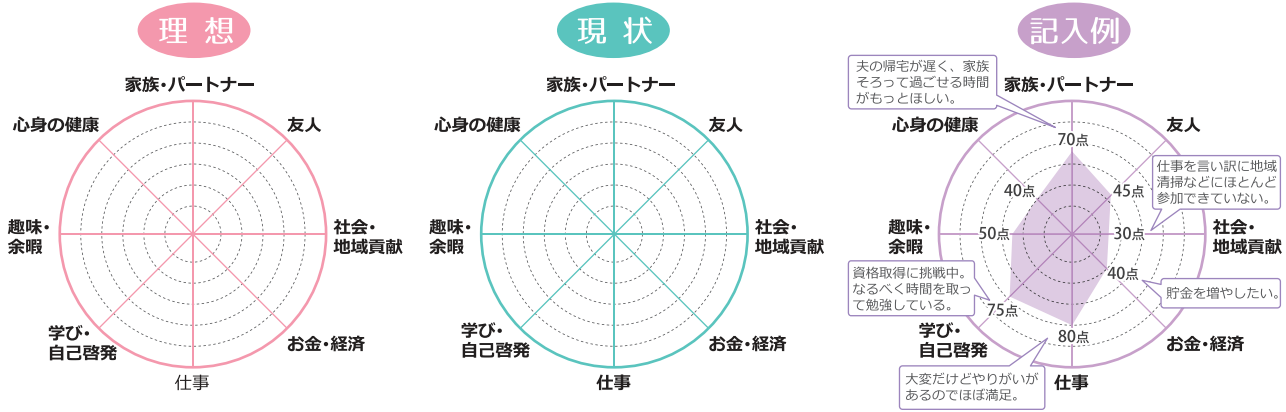 理想
家族・パートナー
心身の健康
友人
趣味・
余暇
社会・
地域貢献
学び・
自己啓発
お金・経済
仕事
現状
家族・パートナー
心身の健康
友人
趣味・
余暇
社会・
地域貢献
学び・
自己啓発
お金・経済
仕事
記入例
夫の帰宅が遅く、家族
そろって過ごせる時間
がもっとほしい。
家族・パートナー
心身の健康
友人
70点
仕事を言い訳に地域
清掃などにほとんど
参加できていない。
40点
45点
趣味・
余暇
50点
30点
社会・
地域貢献
資格取得に挑戦中。
なるべく時間を取っ
て勉強している。
40点
貯金を増やしたい。
75点
学び・
自己啓発
80点
お金・経済
大変だけどやりがいが
あるのでほぼ満足。
仕事